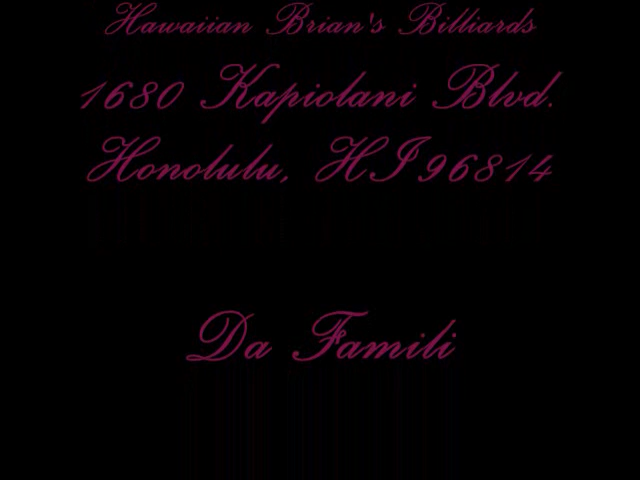 Hawaiian Brian's Billiards
1680 Kapiolani Blvd.
Honolulu, HI 96814
Da Famili